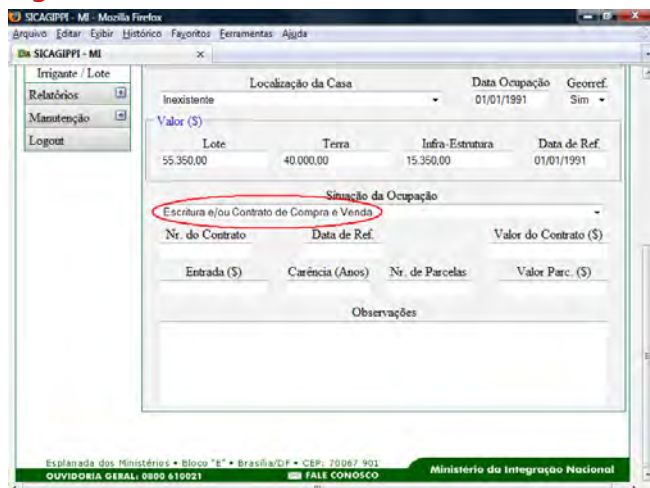 SICAGIPPI - MI - Mozilla Firefox
Arquivo Editar Exibir Histórico Favoritos Ferramentas Ajuda
SICAGIPPI - MI
Irrigante / Lote
Relatórios
Manutenção
Logout
Localização da Casa Data Ocupação Georref.
Inexistente 01/01/1991 Sim
Valor ($)
Lote Terra Infra-Estrutura Data de Ref.
55.350,00 40.000,00 15.350,00 01/01/1991
Situação da Ocupação
Escritura e/ou Contrato de Compra e Venda
Nr. do Contrato Data de Ref. Valor do Contrato ($)
Entrada ($) Carência (Anos) Nr. de Parcelas Valor Parc. ($)
Observações
Esplanada dos Ministérios • Bloco "E" • Brasília/DF • CEP: 70067 901
OUVIDORIA GERAL: 0800 610021 FALE CONOSCO Ministério da Integração Nacional